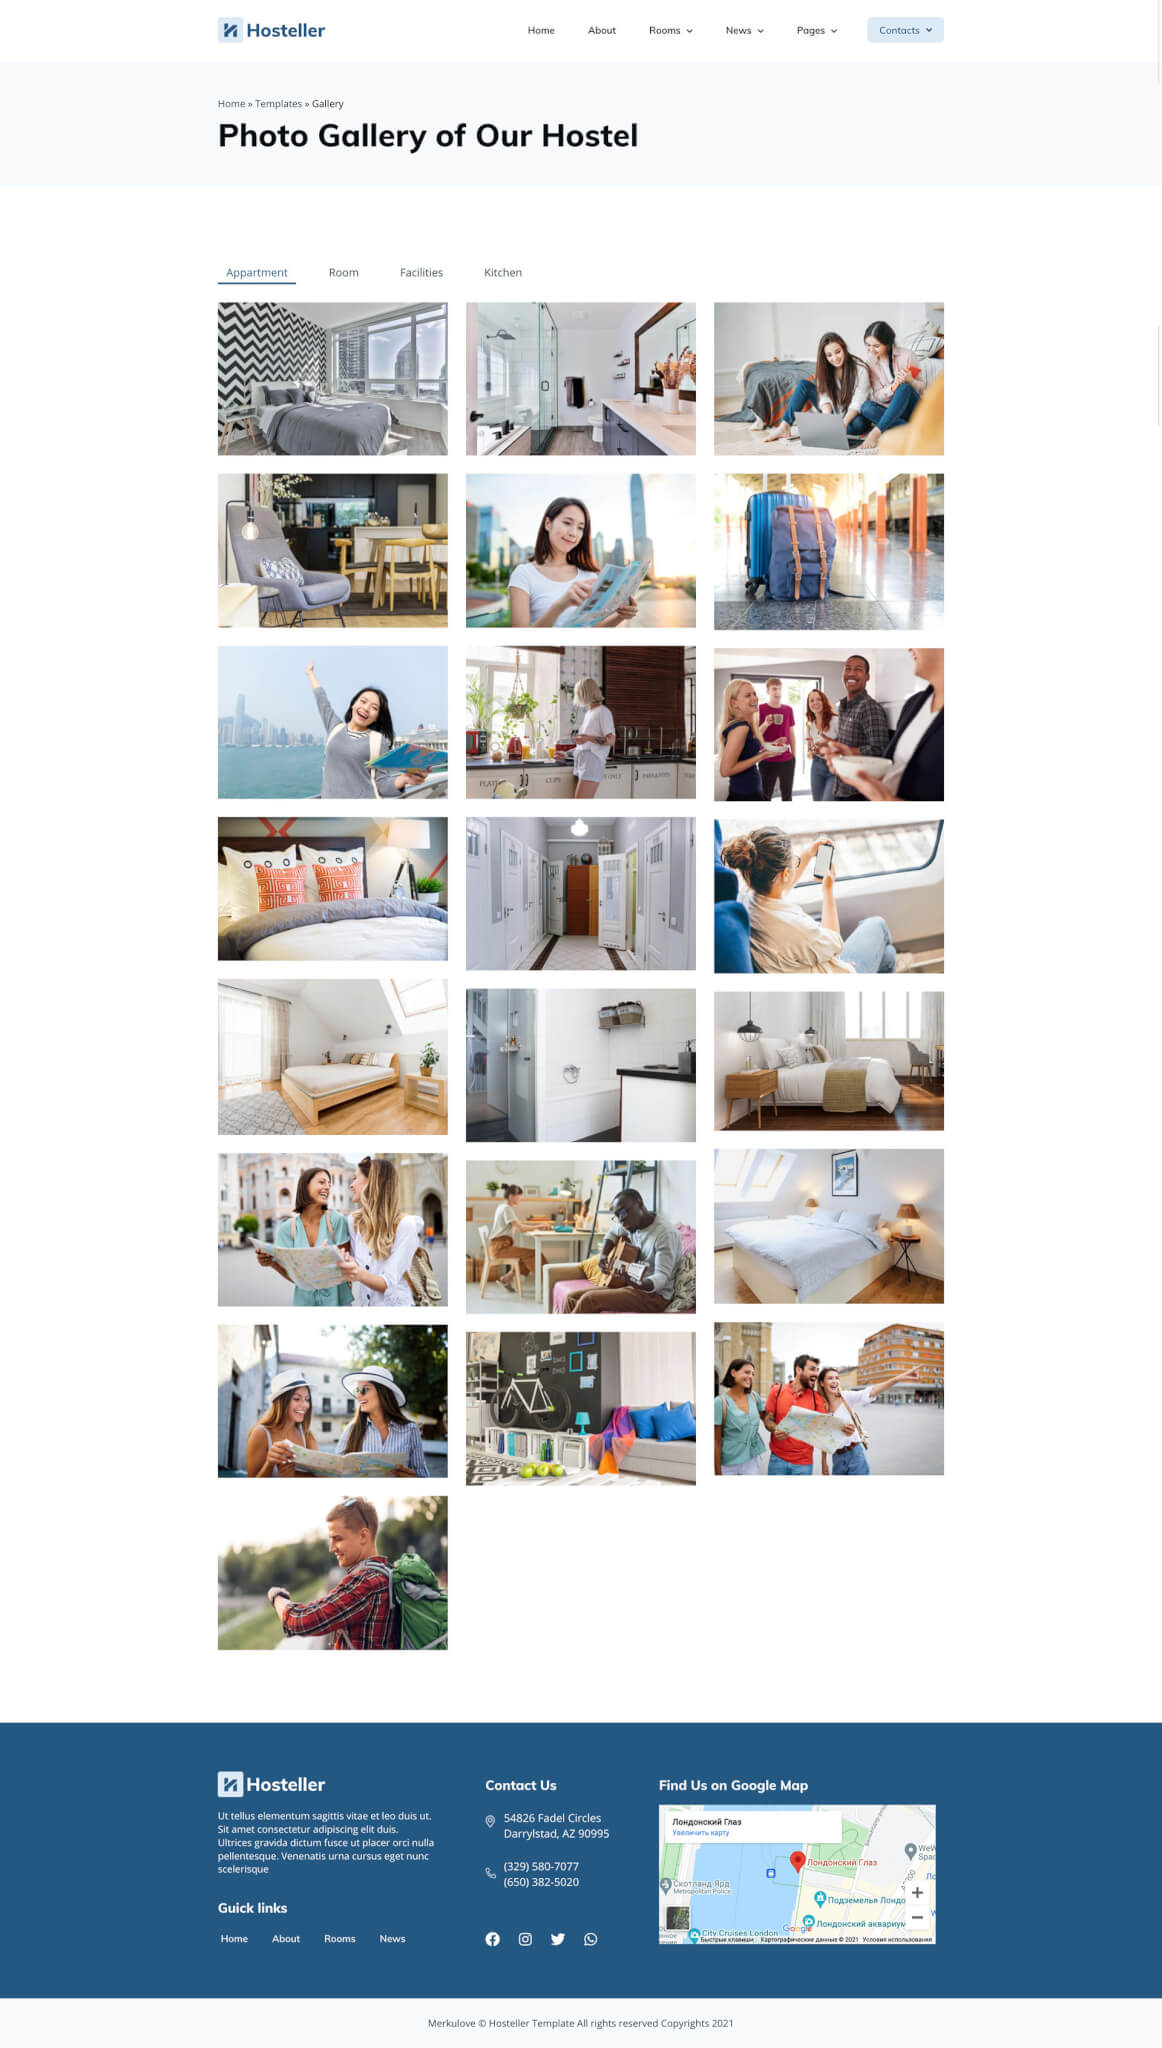 Hosteller
Home About Rooms News Pages Contacts
Home » Templates » Gallery
Photo Gallery of Our Hostel
Appartment Room Facilities Kitchen
Hosteller
Ut tellus elementum sagittis vitae et leo duis ut.
Sit amet consectetur adipiscing elit duis.
Ultrices gravida dictum fusce ut placer orci nulla
pellentesque. Venenatis urna cursus eget nunc
scelerisque
Guick links
Home About Rooms News
Contact Us
54826 Fadel Circles
Darrylstad, AZ 90995
(329) 580-7077
(650) 382-5020
Find Us on Google Map
Лондонский Глаз
Увеличить карту
Лондонский Глаз
Скотланд-Ярд
Metropolitan Police
Подземелья Лондо
Лондонский аквариум
City Cruises London
Google
Быстрые клавиши Картографические данные © 2021 Условия использования
Merkulove © Hosteller Template All rights reserved Copyrights 2021